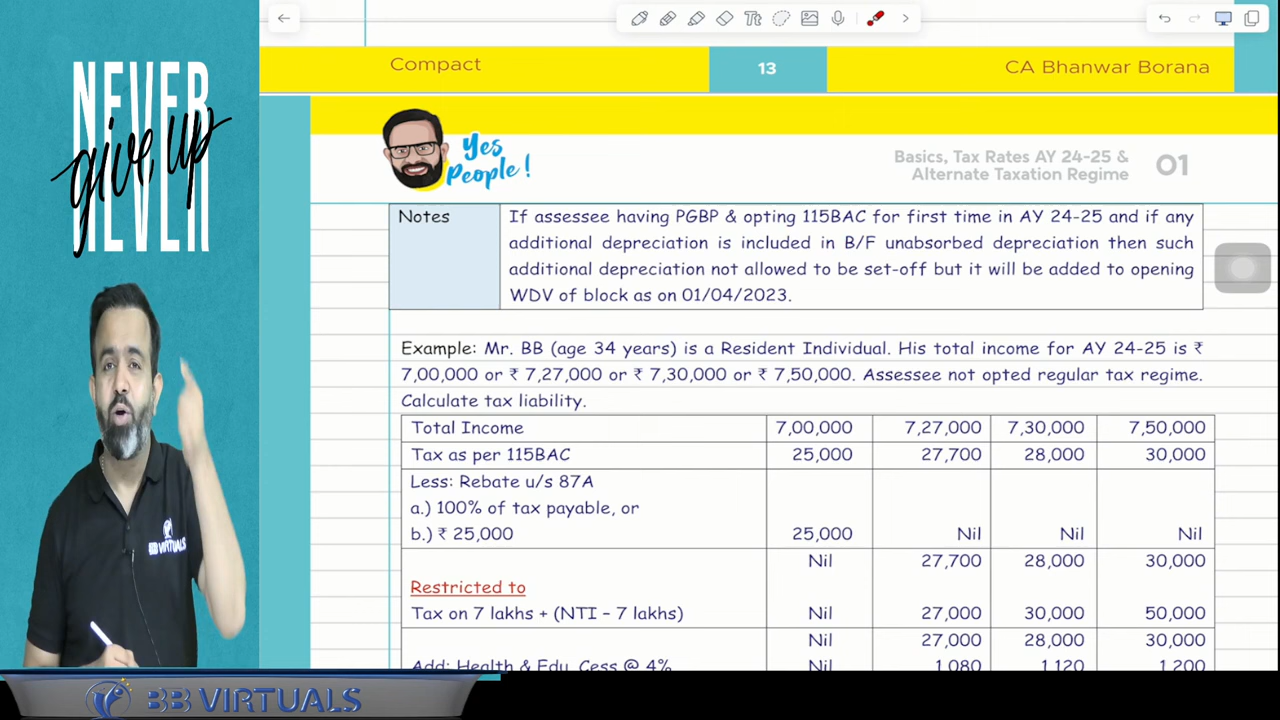 NEVER
give up
NEVER
Compact
13
CA Bhanwar Borana
Yes
People!
Basics, Tax Rates AY 24-25 &
Alternate Taxation Regime
01
Notes
If assessee having PGBP & opting 115BAC for first time in AY 24-25 and if any
additional depreciation is included in B/F unabsorbed depreciation then such
additional depreciation not allowed to be set-off but it will be added to opening
WDV of block as on 01/04/2023.
Example: Mr. BB (age 34 years) is a Resident Individual. His total income for AY 24-25 is ₹
7,00,000 or ₹ 7,27,000 or ₹ 7,30,000 or ₹ 7,50,000. Assessee not opted regular tax regime.
Calculate tax liability.
Total Income 7,00,000 7,27,000 7,30,000 7,50,000
Tax as per 115BAC 25,000 27,700 28,000 30,000
Less: Rebate u/s 87A
a.) 100% of tax payable, or
b.) ₹ 25,000 25,000 Nil Nil Nil
Nil 27,700 28,000 30,000
Restricted to
Tax on 7 lakhs + (NTI – 7 lakhs) Nil 27,000 30,000 50,000
Nil 27,000 28,000 30,000
Add: Health & Edu. Cess @ 4% Nil 1,080 1,120 1,200
BB VIRTUALS
BB VIRTUALS